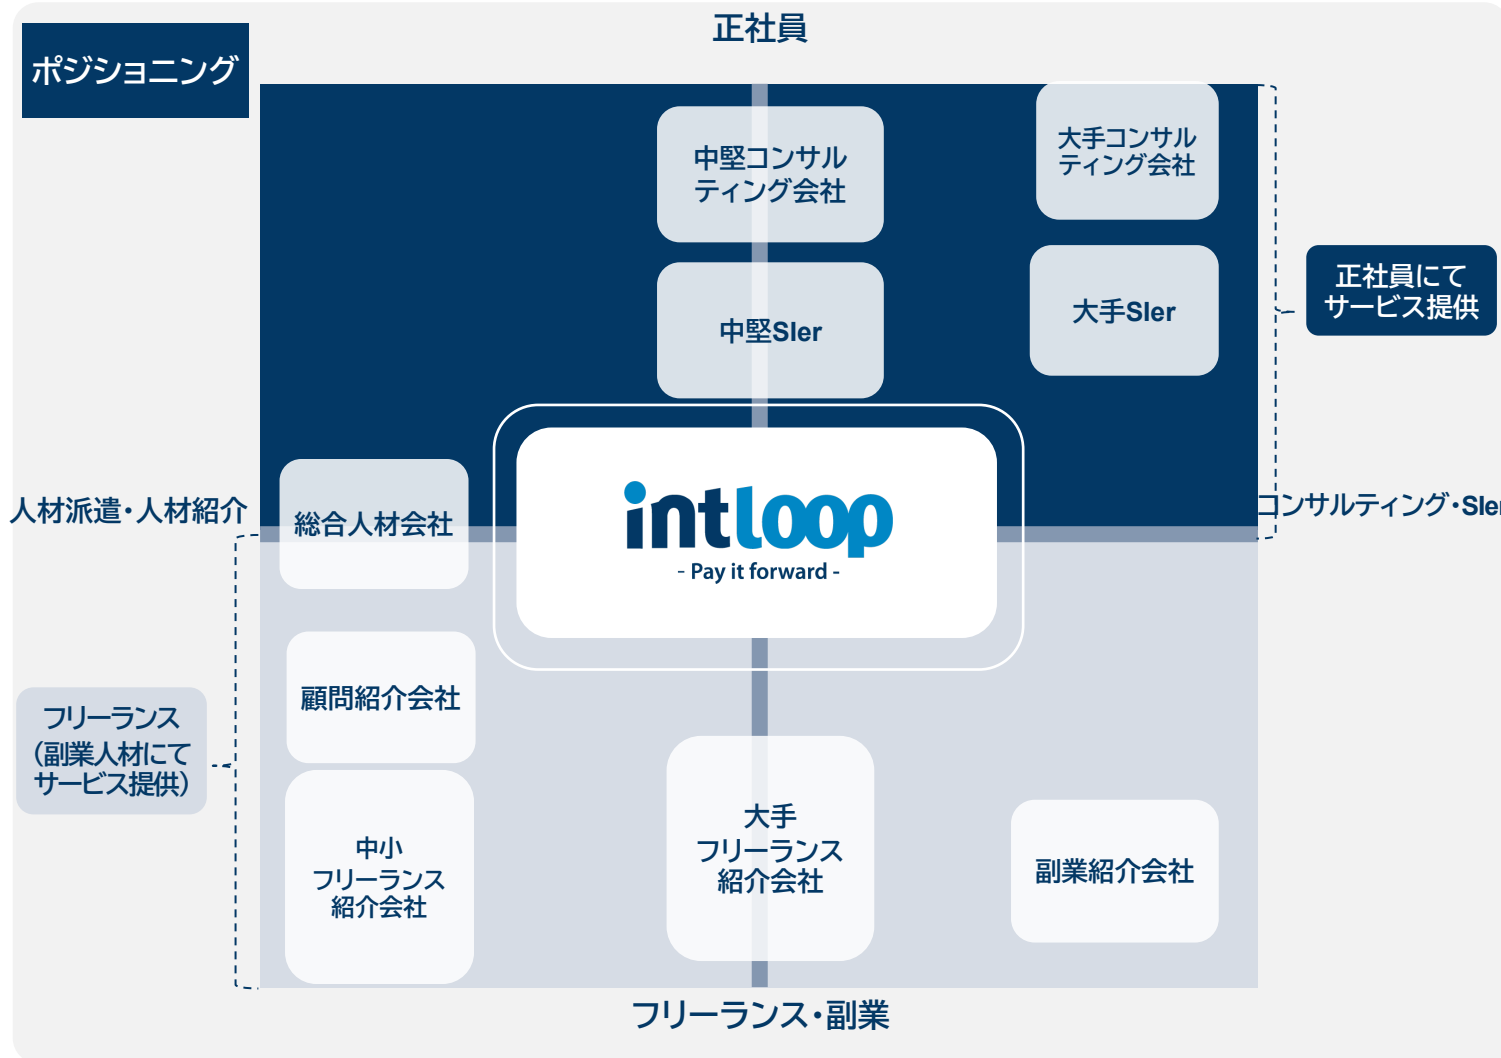 正社員
ポジショニング
中堅コンサル
ティング会社
大手コンサル
ティング会社
中堅SIer
大手SIer
正社員にて
サービス提供
人材派遣・人材紹介
総合人材会社
intloop
- Pay it forward -
コンサルティング・SIer
顧問紹介会社
フリーランス
(副業人材にて
サービス提供)
中小
フリーランス
紹介会社
大手
フリーランス
紹介会社
副業紹介会社
フリーランス・副業